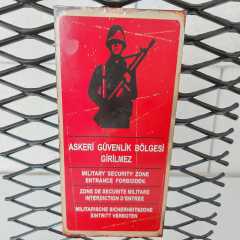 ASKERİ GÜVENLİK BÖLGESİ
GİRİLMEZ
MILITARY SECURITY ZONE
ENTRANCE FORBIDDEN
ZONE DE SECURITE MILITAIRE
INTERDICTION D'ENTREE
MILITARISCHE SICHERHEITSZONE
EINTRITT VERBOTEN